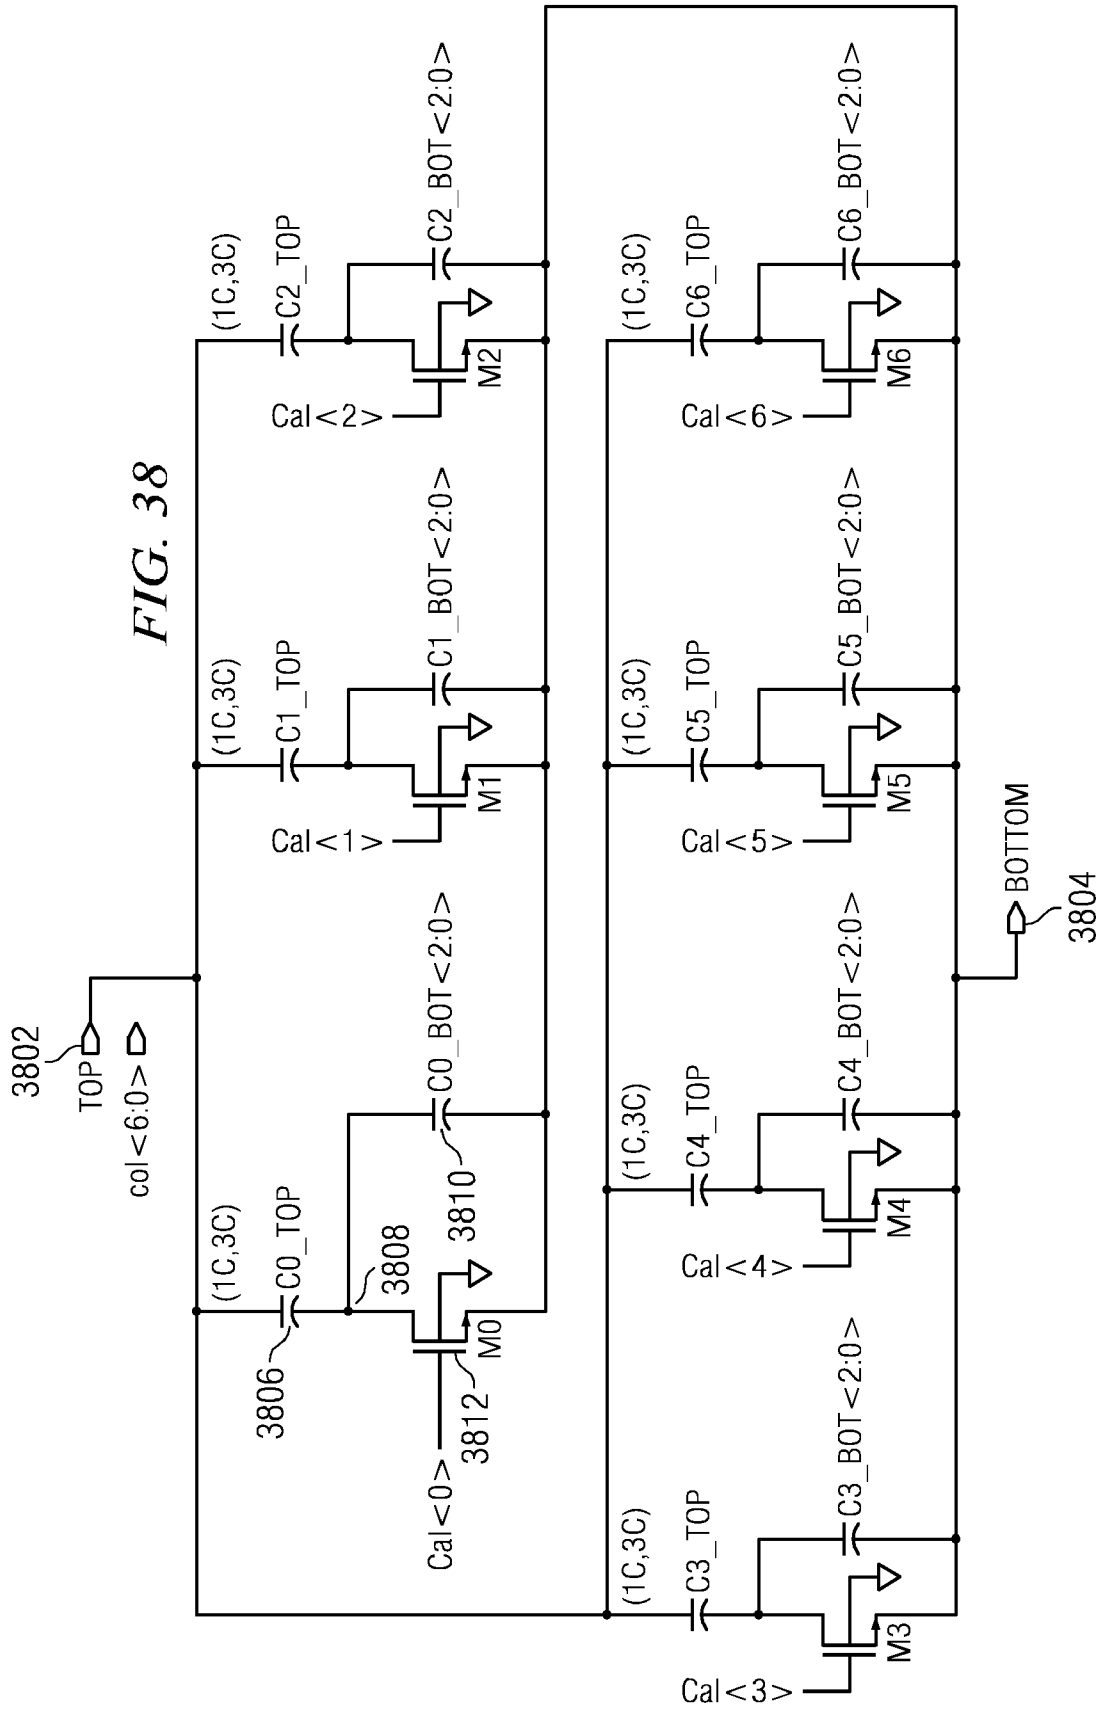 FIG. 38
3802
TOP
col<6:0>
(1C,3C)
C0_TOP
3806
3808
C0_BOT<2:0>
3810
Cal<0>
3812
M0
(1C,3C)
C1_TOP
C1_BOT<2:0>
Cal<1>
M1
(1C,3C)
C2_TOP
C2_BOT<2:0>
Cal<2>
M2
(1C,3C)
C3_TOP
C3_BOT<2:0>
Cal<3>
M3
(1C,3C)
C4_TOP
C4_BOT<2:0>
Cal<4>
M4
(1C,3C)
C5_TOP
C5_BOT<2:0>
Cal<5>
M5
(1C,3C)
C6_TOP
C6_BOT<2:0>
Cal<6>
M6
BOTTOM
3804